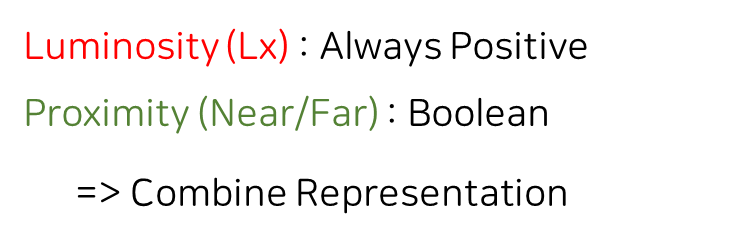 Luminosity (Lx) : Always Positive
Proximity (Near/Far) : Boolean
=> Combine Representation